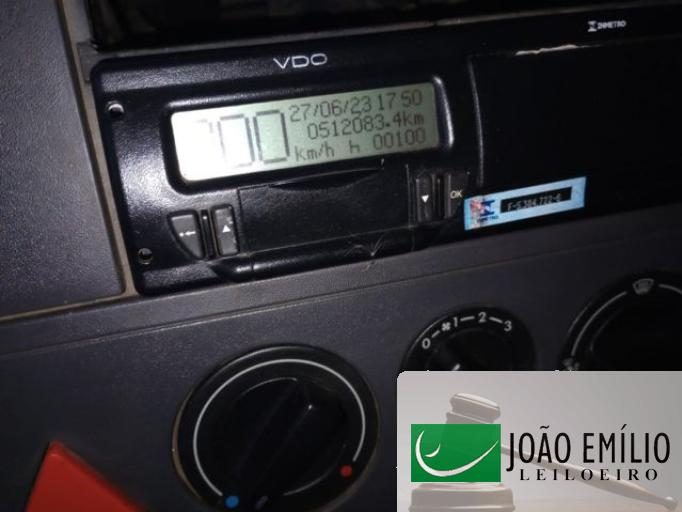 INMETRO
VDO
27/06/23 17 50
0512083.4km
km/h h 00100
OK
INMETRO
0 1 2 3
JOÃO EMÍLIO
LEILOEIRO